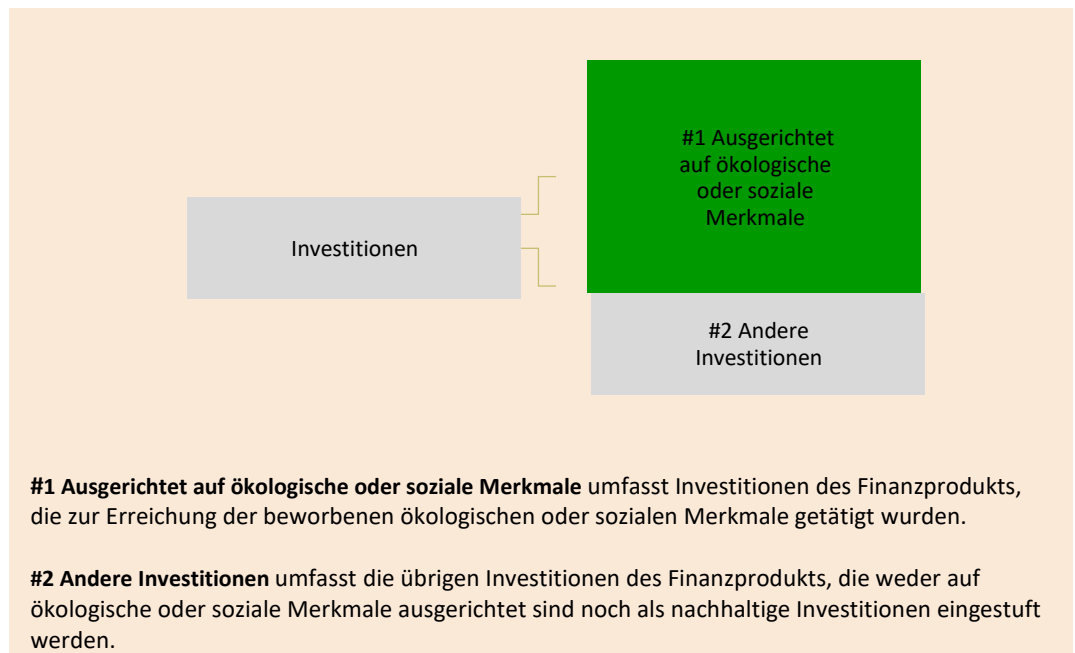 #1 Ausgerichtet
auf ökologische
oder soziale
Merkmale
Investitionen
#2 Andere
Investitionen
#1 Ausgerichtet auf ökologische oder soziale Merkmale umfasst Investitionen des Finanzprodukts,
die zur Erreichung der beworbenen ökologischen oder sozialen Merkmale getätigt wurden.
#2 Andere Investitionen umfasst die übrigen Investitionen des Finanzprodukts, die weder auf
ökologische oder soziale Merkmale ausgerichtet sind noch als nachhaltige Investitionen eingestuft
werden.